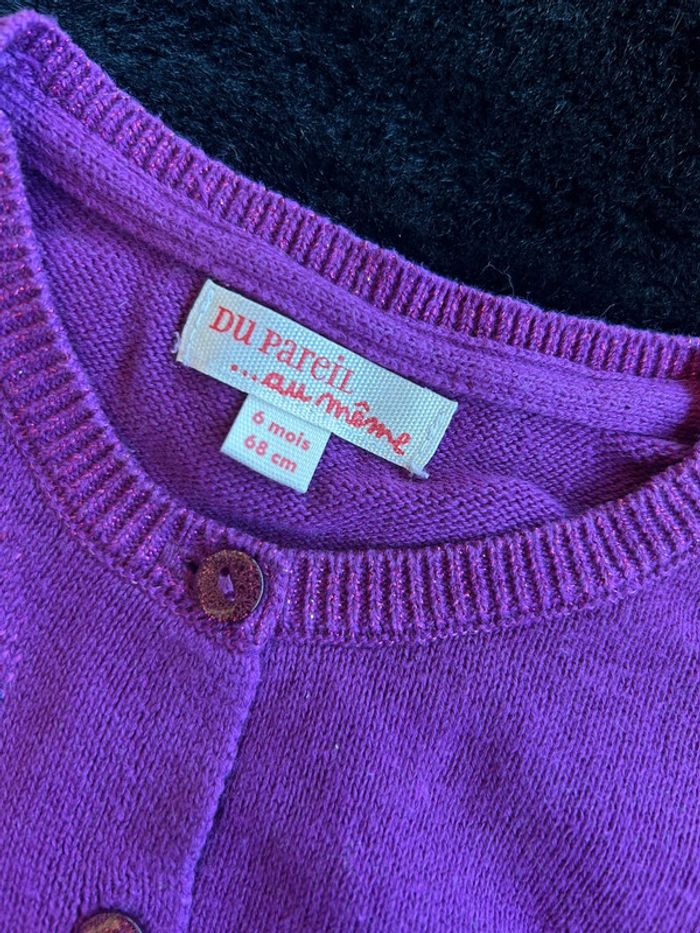 DU PaReIL
...au même
6 mois
68 cm